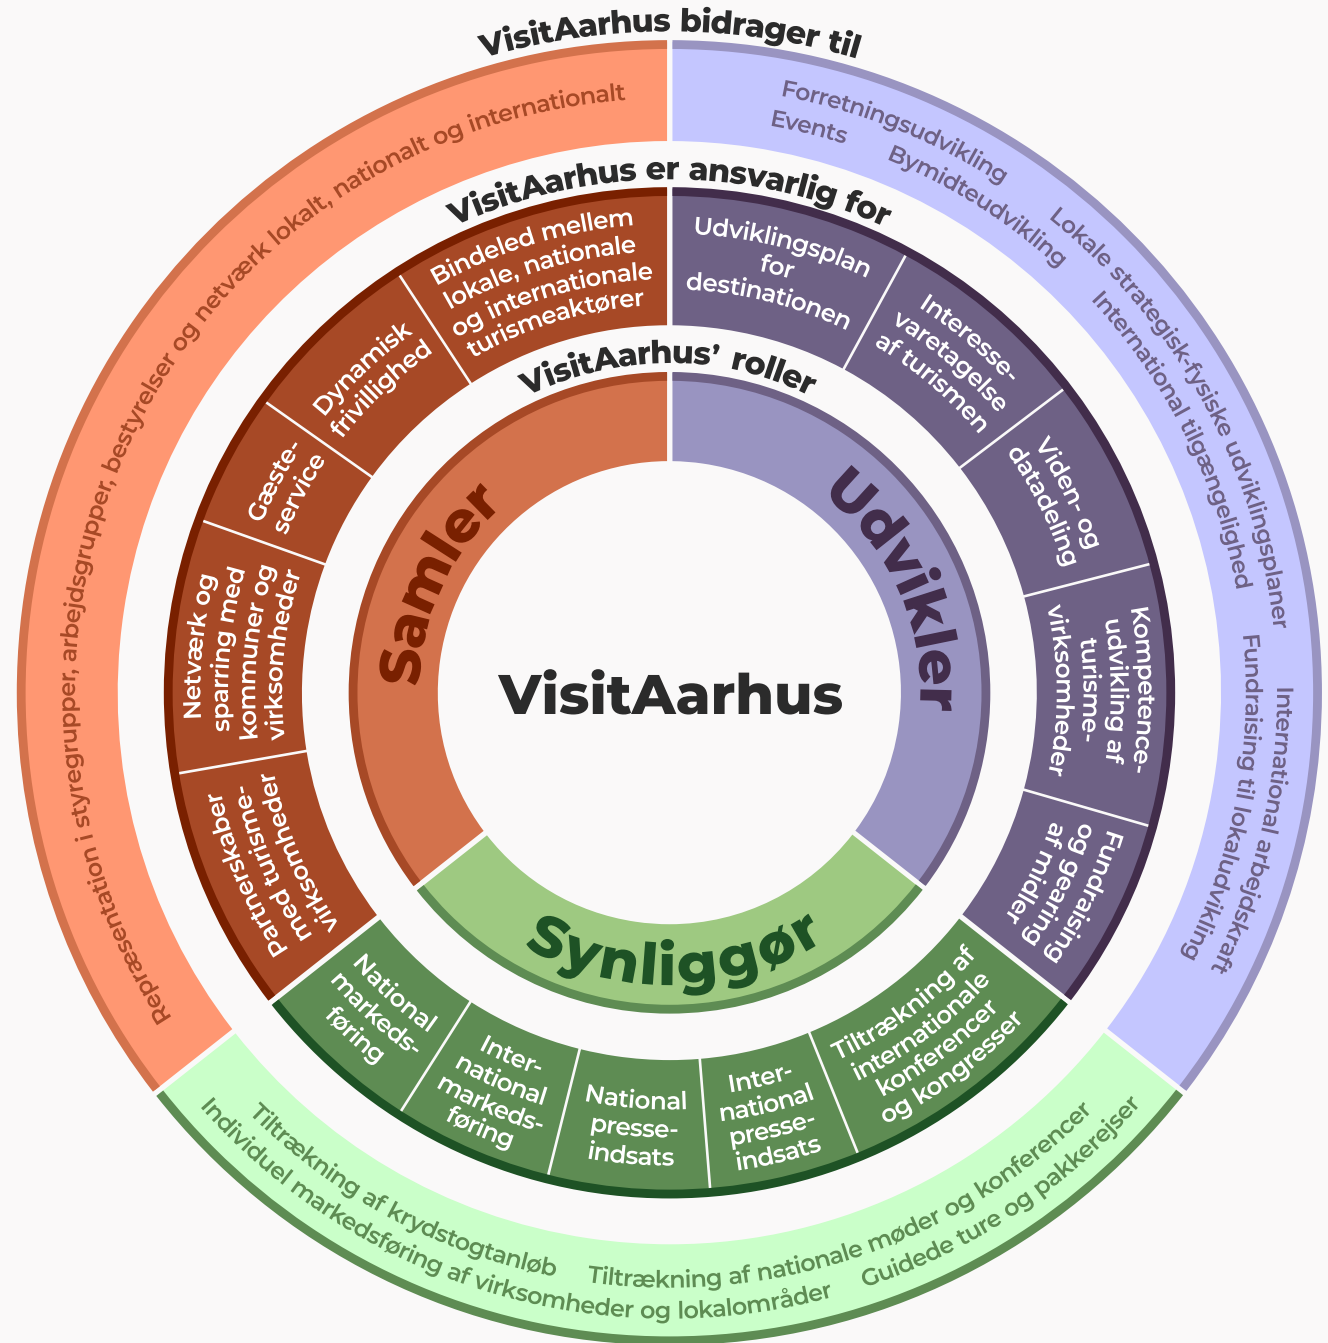 VisitAarhus bidrager til
Repræsentation i styregrupper, arbejdsgrupper, bestyrelser og netværk lokalt, nationalt og internationalt
Forretningsudvikling
Events
Bymidteudvikling
Lokale strategisk-fysiske udviklingsplaner
International tilgængelighed
International arbejdskraft
Fundraising til lokaludvikling
Tiltrækning af krydstogtanløb
Individuel markedsføring af virksomheder og lokalområder
Tiltrækning af nationale møder og konferencer
Guidede ture og pakkerejser
VisitAarhus er ansvarlig for
Bindeled mellem
lokale, nationale
og internationale
turismeaktører
Dynamisk
frivillighed
Gæste-
service
Netværk og
sparring med
kommuner og
virksomheder
Partnerskaber
med turisme-
virksomheder
Udviklingsplan
for
destinationen
Interesse-
varetagelse
af turismen
Viden- og
datadeling
Kompetence-
udvikling af
turisme-
virksomheder
Fundraising
og gearing
af midler
National
markeds-
føring
Inter-
national
markeds-
føring
National
presse-
indsats
Inter-
national
presse-
indsats
Tiltrækning af
internationale
konferencer
og kongresser
VisitAarhus’ roller
Samler
Udvikler
Synliggør
VisitAarhus